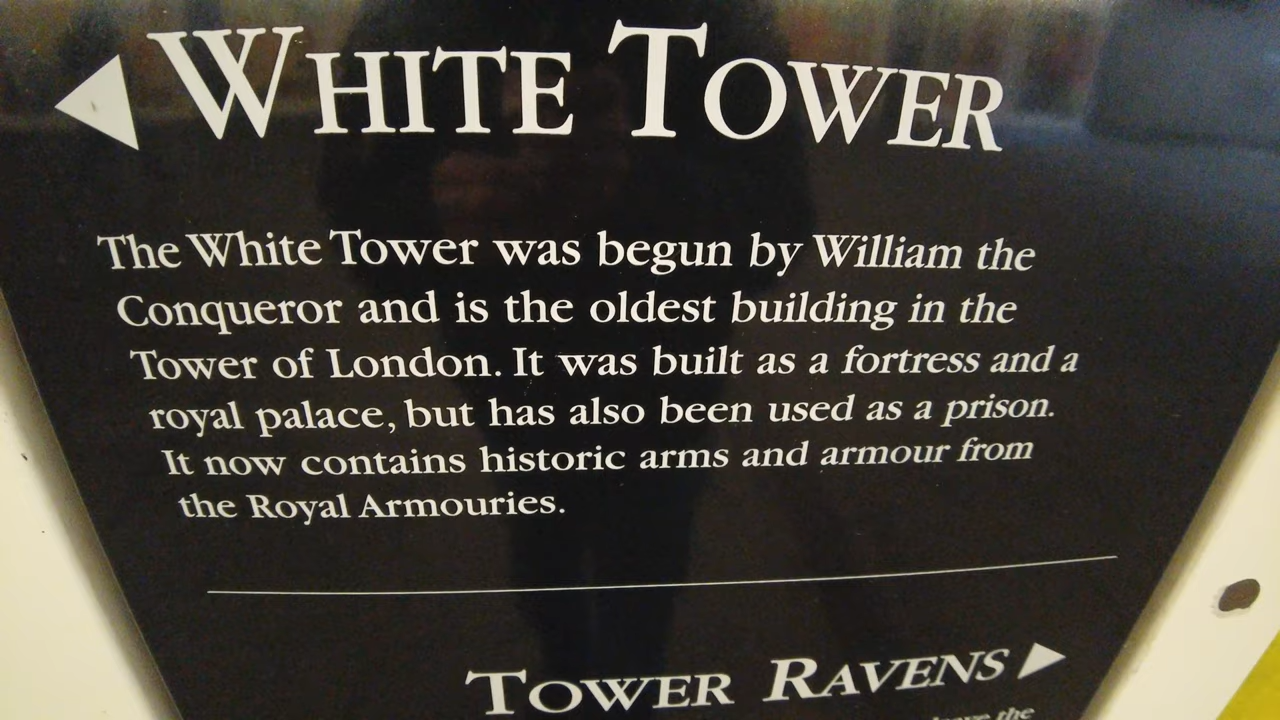 WHITE TOWER
The White Tower was begun by William the
Conqueror and is the oldest building in the
Tower of London. It was built as a fortress and a
royal palace, but has also been used as a prison.
It now contains historic arms and armour from
the Royal Armouries.
TOWER RAVENS
the